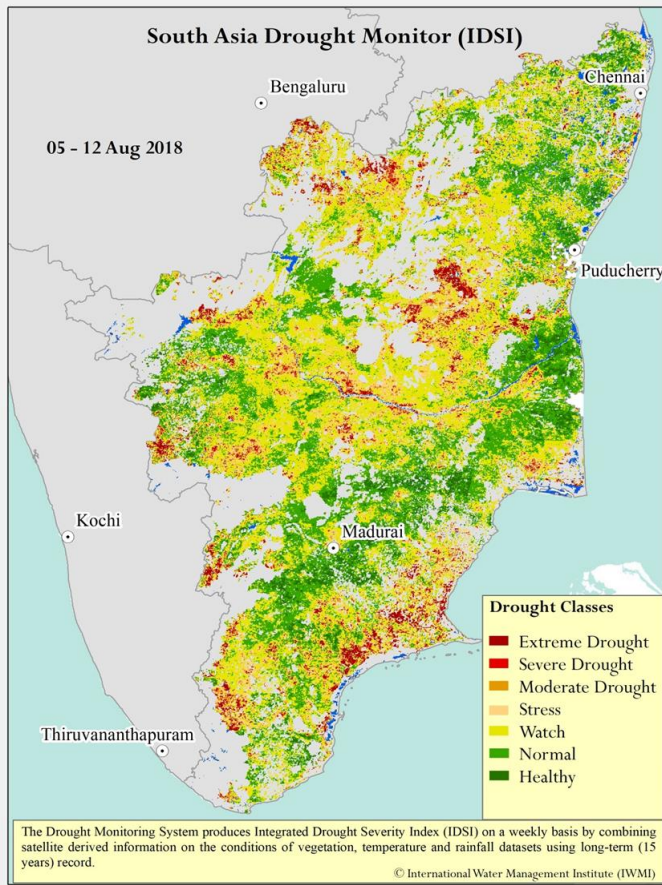 South Asia Drought Monitor (IDSI)
Chennai
Bengaluru
05 - 12 Aug 2018
Puducherry
Kochi
Madurai
Drought Classes
Extreme Drought
Severe Drought
Moderate Drought
Stress
Watch
Normal
Healthy
Thiruvananthapuram
The Drought Monitoring System produces Integrated Drought Severity Index (IDSI) on a weekly basis by combining
satellite derived information on the conditions of vegetation, temperature and rainfall datasets using long-term (15
years) record.
© International Water Management Institute (IWMI)